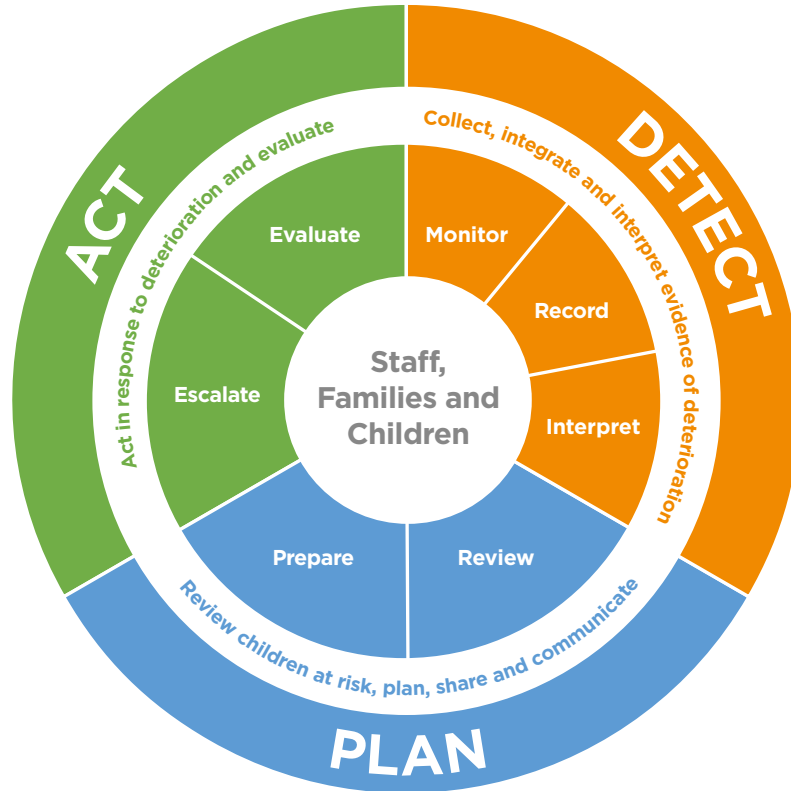 DETECT
Collect, integrate and interpret evidence of deterioration
Monitor
Record
Interpret
PLAN
Review children at risk, plan, share and communicate
Review
Prepare
ACT
Act in response to deterioration and evaluate
Escalate
Evaluate
Staff,
Families and
Children